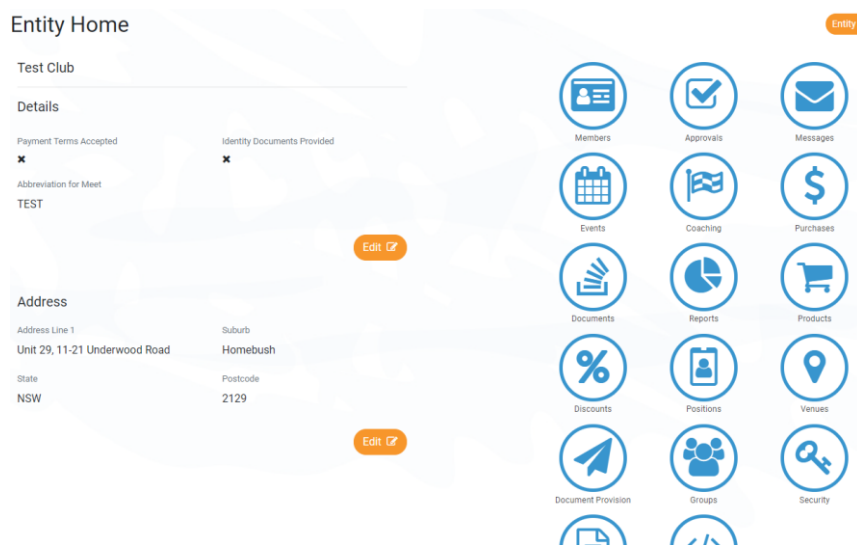 Entity Home
Entity
Test Club
Details
Payment Terms Accepted
Identity Documents Provided
Abbreviation for Meet
TEST
Edit
Address
Address Line 1
Suburb
Unit 29, 11-21 Underwood Road
Homebush
State
Postcode
NSW
2129
Edit
Members
Approvals
Messages
Events
Coaching
Purchases
Documents
Reports
Products
Discounts
Positions
Venues
Document Provision
Groups
Security